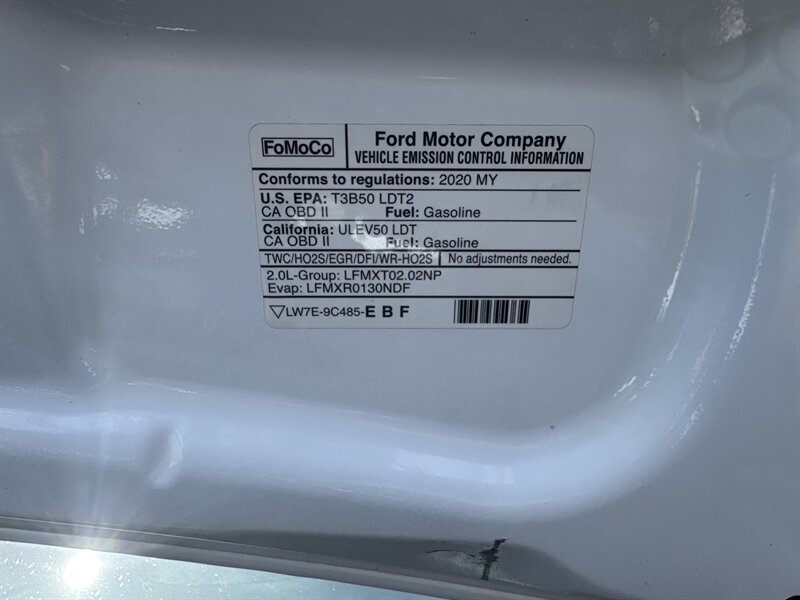 FoMoCo
Ford Motor Company
VEHICLE EMISSION CONTROL INFORMATION
Conforms to regulations: 2020 MY
U.S. EPA: T3B50 LDT2
CA OBD II Fuel: Gasoline
California: ULEV50 LDT
CA OBD II Fuel: Gasoline
TWC/HO2S/EGR/DFI/WR-HO2S No adjustments needed.
2.0L-Group: LFMXT02.02NP
Evap: LFMXR0130NDF
LW7E-9C485-E B F